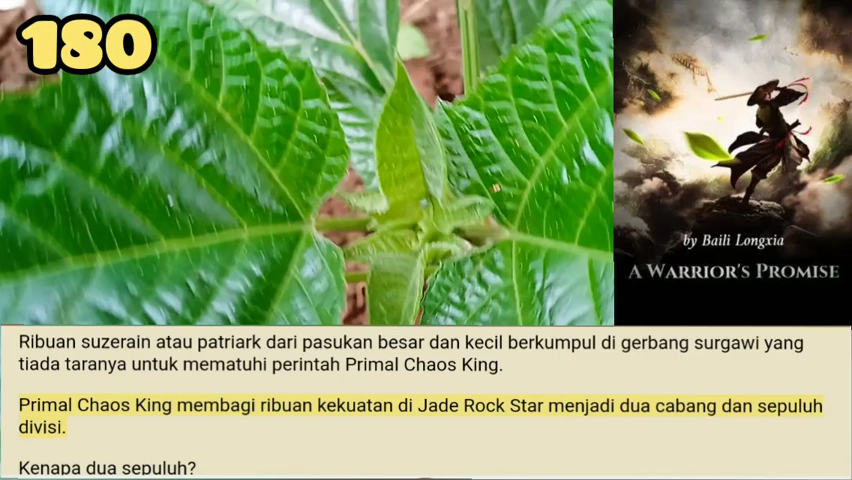 180
by Baili Longxia
A WARRIOR'S PROMISE
Ribuan suzerain atau patriark dari pasukan besar dan kecil berkumpul di gerbang surgawi yang
tiada taranya untuk mematuhi perintah Primal Chaos King.
Primal Chaos King membagi ribuan kekuatan di Jade Rock Star menjadi dua cabang dan sepuluh
divisi.
Kenapa dua sepuluh?